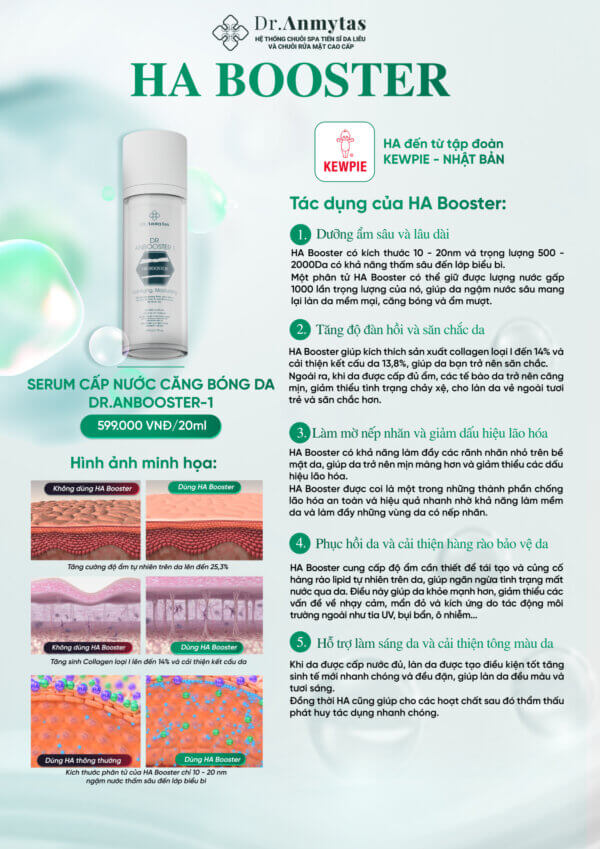 Dr.Anmytas
HỆ THỐNG CHUỖI SPA TIẾN SĨ DA LIỄU
VÀ CHUỖI RỬA MẶT CAO CẤP
HA BOOSTER
KEWPIE
HA đến từ tập đoàn
KEWPIE - NHẬT BẢN
Dr.Anmytas
DR
ANBOOSTER 1
HA BOOSTER
SERUM CẤP NƯỚC CĂNG BÓNG DA
DR.ANBOOSTER-1
599.000 VNĐ/20ml
Hình ảnh minh họa:
Không dùng HA Booster
Dùng HA Booster
Tăng cường độ ẩm tự nhiên trên da lên đến 25,3%
Không dùng HA Booster
Dùng HA Booster
Tăng sinh Collagen loại I lên đến 14% và cải thiện kết cấu da
Dùng HA thông thường
Dùng HA Booster
Kích thước phân tử của HA Booster chỉ 10 - 20 nm
ngậm nước thấm sâu đến lớp biểu bì
Tác dụng của HA Booster:
1. Dưỡng ẩm sâu và lâu dài
HA Booster có kích thước 10 - 20nm và trọng lượng 500 -
2000Da có khả năng thấm sâu đến lớp biểu bì.
Một phân tử HA Booster có thể giữ được lượng nước gấp
1000 lần trọng lượng của nó, giúp da ngậm nước sâu mang
lại làn da mềm mại, căng bóng và ẩm mượt.
2. Tăng độ đàn hồi và săn chắc da
HA Booster giúp kích thích sản xuất collagen loại I đến 14% và
cải thiện kết cấu da 13,8%, giúp da bạn trở nên săn chắc.
Ngoài ra, khi da được cấp đủ ẩm, các tế bào da trở nên căng
mịn, giảm thiểu tình trạng chảy xệ, cho làn da vẻ ngoài tươi
trẻ và săn chắc hơn.
3. Làm mờ nếp nhăn và giảm dấu hiệu lão hóa
HA Booster có khả năng làm đầy các rãnh nhăn nhỏ trên bề
mặt da, giúp da trở nên mịn màng hơn và giảm thiểu các dấu
hiệu lão hóa.
HA Booster được coi là một trong những thành phần chống
lão hóa an toàn và hiệu quả nhanh nhờ khả năng làm mềm
da và làm đầy những vùng da có nếp nhăn.
4. Phục hồi da và cải thiện hàng rào bảo vệ da
HA Booster cung cấp độ ẩm cần thiết để tái tạo và củng cố
hàng rào lipid tự nhiên trên da, giúp ngăn ngừa tình trạng mất
nước qua da. Điều này giúp da khỏe mạnh hơn, giảm thiểu các
vấn đề về nhạy cảm, mẩn đỏ và kích ứng do tác động môi
trường ngoài như tia UV, bụi bẩn, ô nhiễm...
5. Hỗ trợ làm sáng da và cải thiện tông màu da
Khi da được cấp nước đủ, làn da được tạo điều kiện tốt tăng
sinh tế mới nhanh chóng và đều đặn, giúp làn da đều màu và
tươi sáng.
Đồng thời HA cũng giúp cho các hoạt chất sau đó thẩm thấu
phát huy tác dụng nhanh chóng.